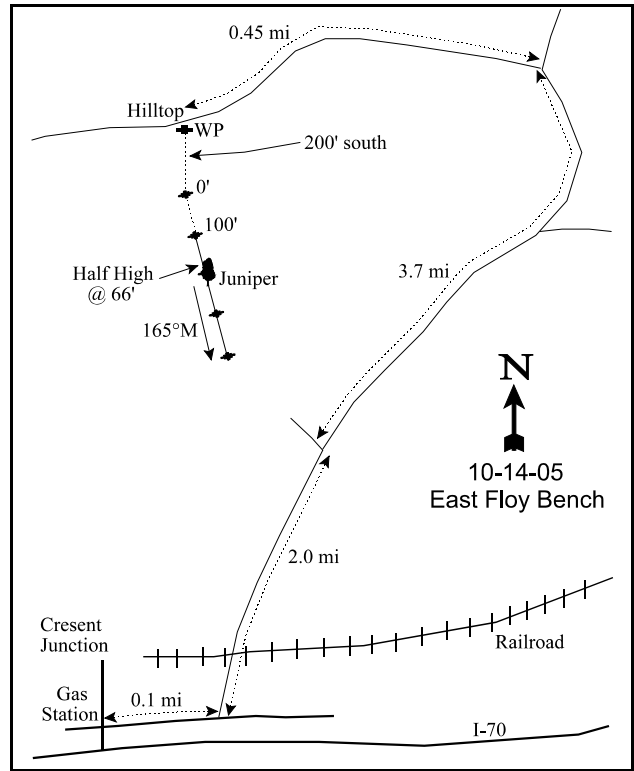 0.45 mi
Hilltop
WP
200' south
0'
100'
Half High
@ 66'
Juniper
165°M
3.7 mi
N
10-14-05
East Floy Bench
2.0 mi
Cresent
Junction
Railroad
Gas
Station
0.1 mi
I-70